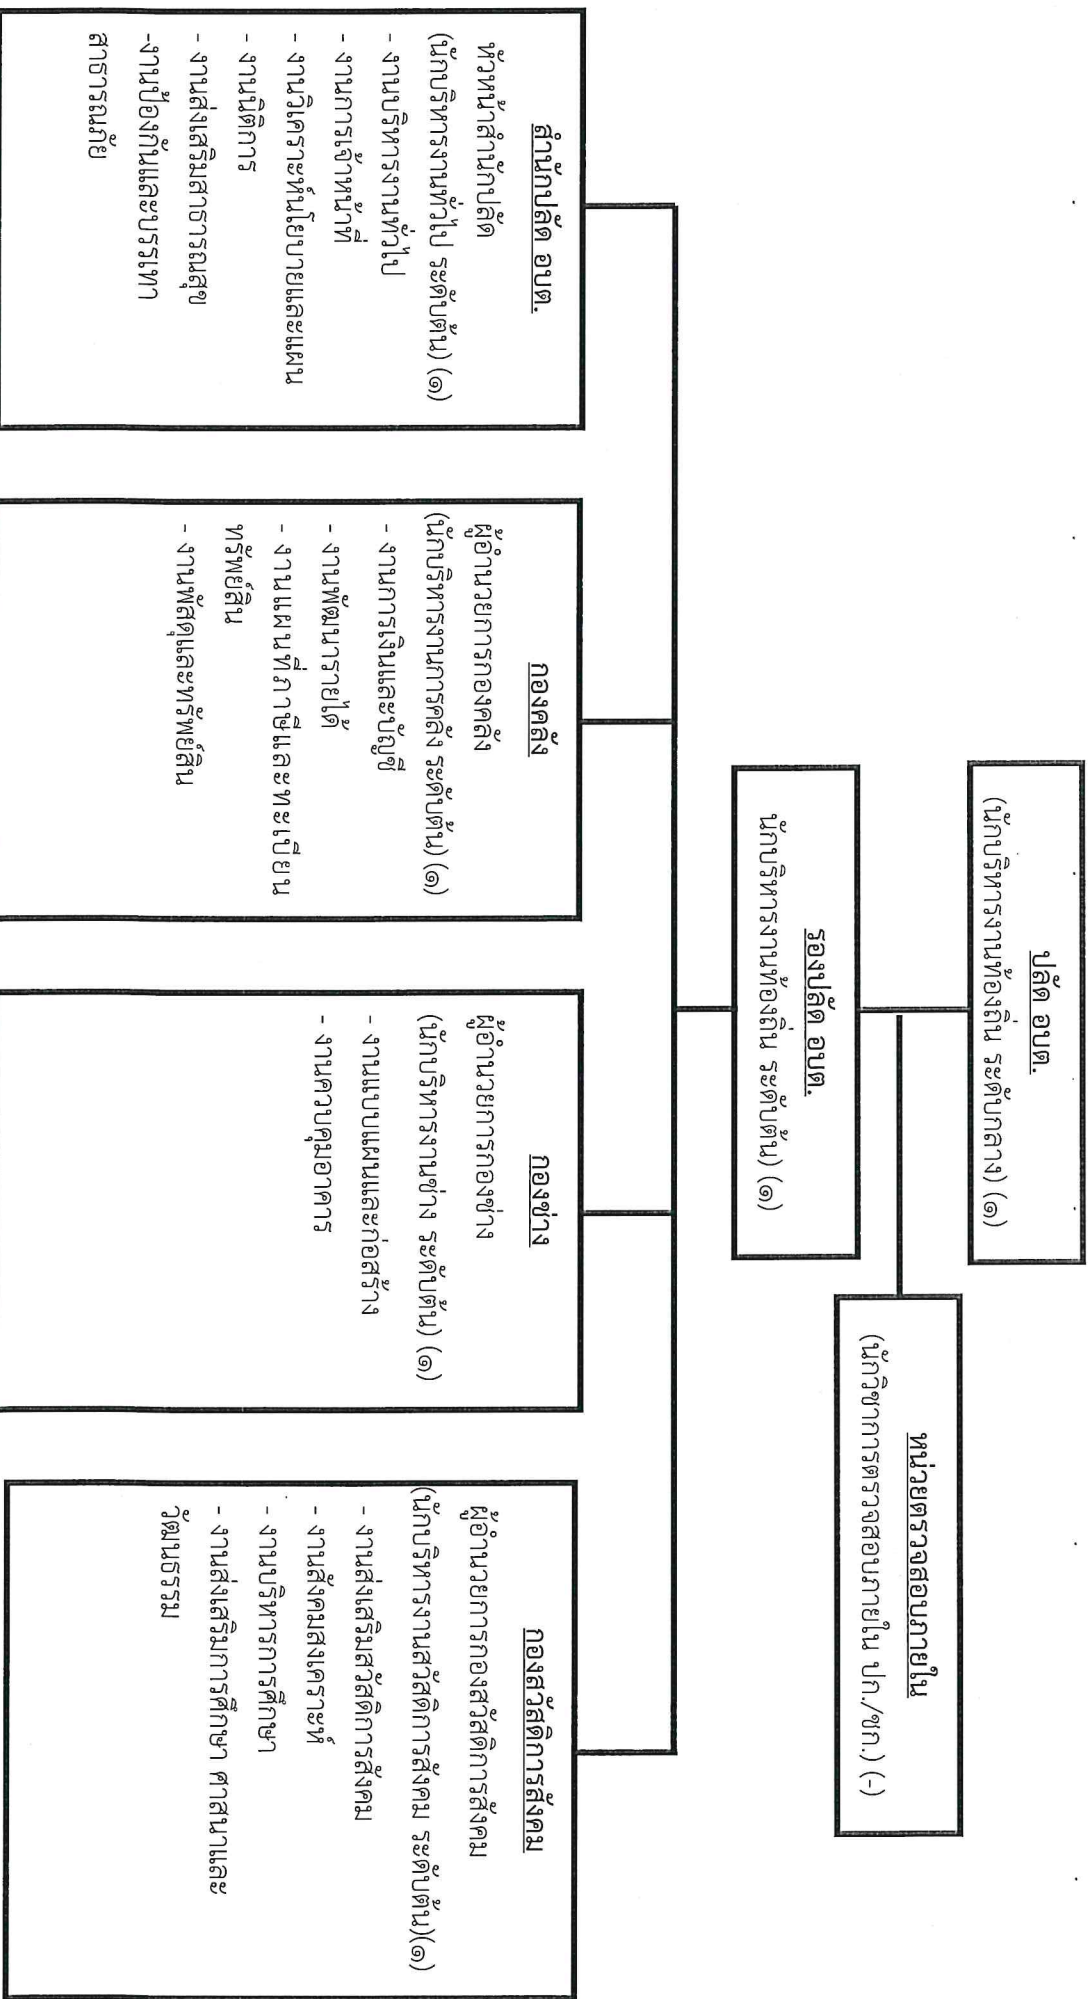 ปลัด อบต.
(นักบริหารงานท้องถิ่น ระดับกลาง) (๑)
หน่วยตรวจสอบภายใน
(นักวิชาการตรวจสอบภายใน ปก./ชก.) (-)
รองปลัด อบต.
นักบริหารงานท้องถิ่น ระดับต้น) (๑)
สำนักปลัด อบต.
หัวหน้าสำนักปลัด
(นักบริหารงานทั่วไป ระดับต้น) (๑)
- งานบริหารงานทั่วไป
- งานการเจ้าหน้าที่
- งานวิเคราะห์นโยบายและแผน
- งานนิติการ
- งานส่งเสริมสาธารณสุข
-งานป้องกันและบรรเทา
สาธารณภัย
กองคลัง
ผู้อำนวยการกองคลัง
(นักบริหารงานการคลัง ระดับต้น) (๑)
- งานการเงินและบัญชี
- งานพัฒนารายได้
- งานแผนที่ภาษีและทะเบียน
ทรัพย์สิน
- งานพัสดุและทรัพย์สิน
กองช่าง
ผู้อำนวยการกองช่าง
(นักบริหารงานช่าง ระดับต้น) (๑)
- งานแบบแผนและก่อสร้าง
- งานควบคุมอาคาร
กองสวัสดิการสังคม
ผู้อำนวยการกองสวัสดิการสังคม
(นักบริหารงานสวัสดิการสังคม ระดับต้น)(๑)
- งานส่งเสริมสวัสดิการสังคม
- งานสังคมสงเคราะห์
- งานบริหารการศึกษา
- งานส่งเสริมการศึกษา ศาสนาและ
วัฒนธรรม